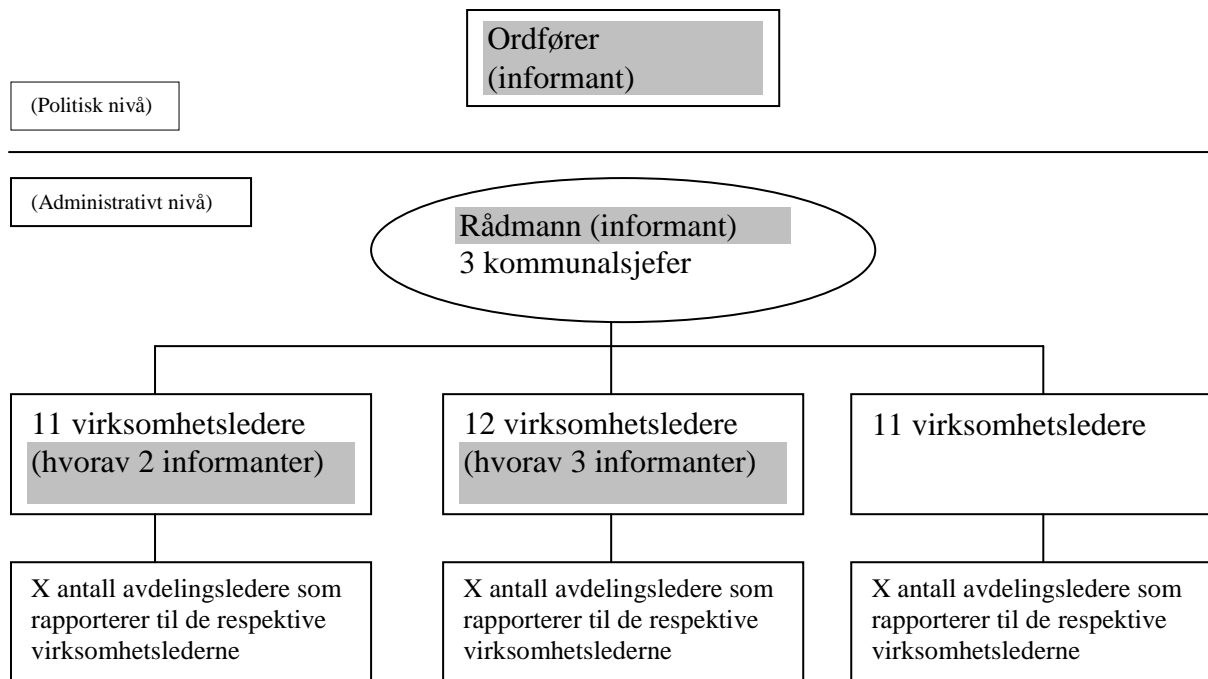 Ordfører
(informant)
(Politisk nivå)
(Administrativt nivå)
Rådmann (informant)
3 kommunalsjefer
11 virksomhetsledere
(hvorav 2 informanter)
12 virksomhetsledere
(hvorav 3 informanter)
11 virksomhetsledere
X antall avdelingsledere som
rapporterer til de respektive
virksomhetslederne
X antall avdelingsledere som
rapporterer til de respektive
virksomhetslederne
X antall avdelingsledere som
rapporterer til de respektive
virksomhetslederne